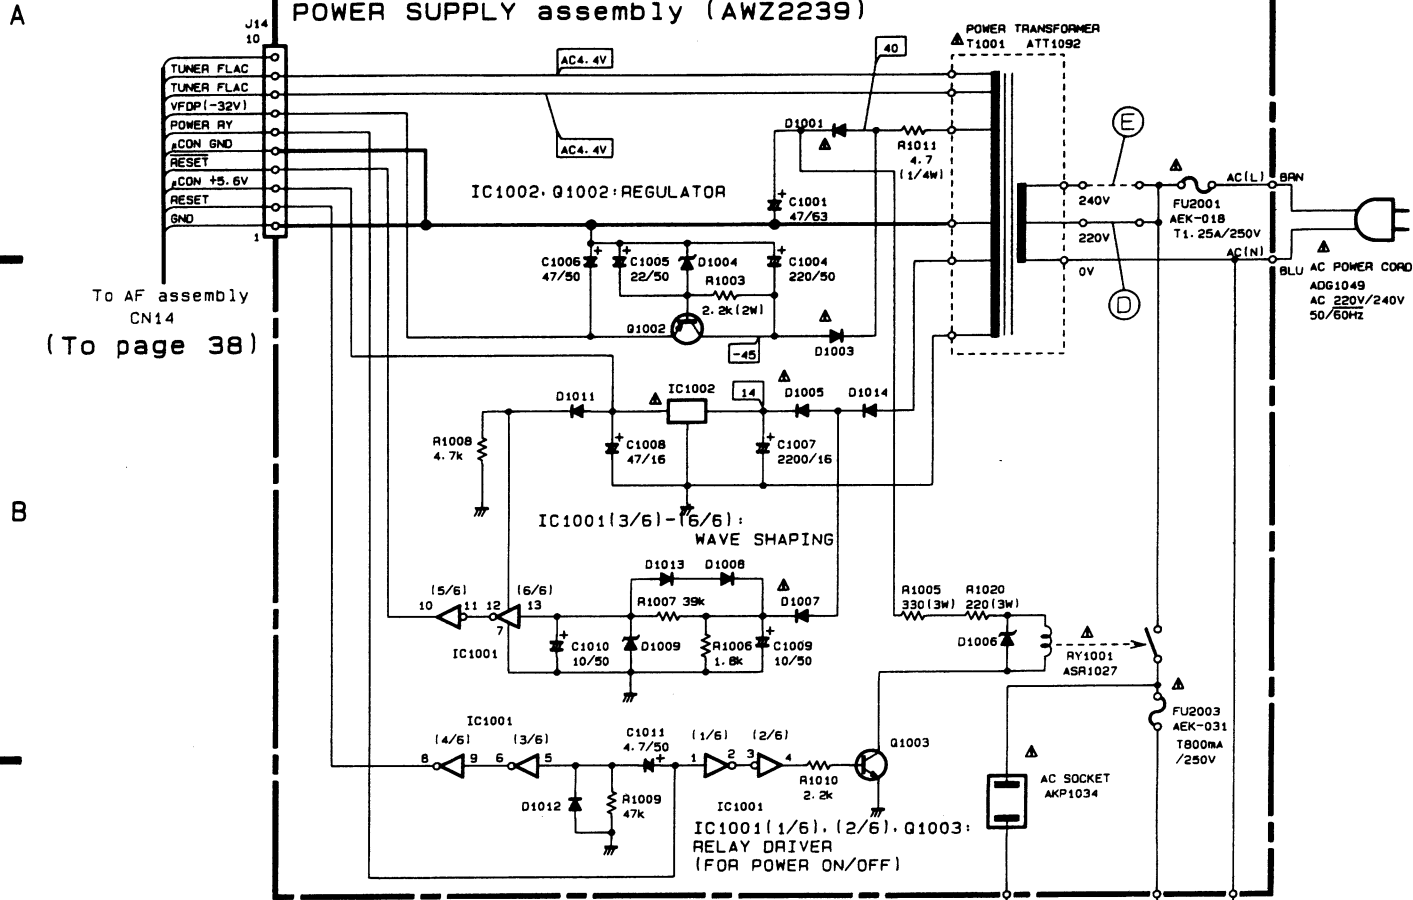 A
POWER SUPPLY assembly (AWZ2239)
J14
10
TUNER FLAC
TUNER FLAC
VFDP(-32V)
POWER RY
μCON GND
RESET
μCON +5.6V
RESET
GND
1
To AF assembly
CN14
(To page 38)
AC4.4V
AC4.4V
40
POWER TRANSFORMER
T1001 ATT1092
D1001
R1011
4.7
(1/4W)
IC1002, Q1002:REGULATOR
C1001
47/63
C1006
47/50
C1005
22/50
D1004
C1004
220/50
R1003
2.2k(2W)
Q1002
-45
D1003
E
240V
220V
0V
D
AC(L)
BRN
FU2001
AEK-018
T1.25A/250V
AC(N)
BLU
AC POWER CORD
ADG1049
AC 220V/240V
50/60Hz
B
D1011
IC1002
14
D1005
D1014
R1008
4.7k
C1008
47/16
C1007
2200/16
IC1001(3/6)-(6/6):
WAVE SHAPING
D1013
D1008
(5/6)
(6/6)
10
11
12
13
7
R1007 39k
D1007
IC1001
C1010
10/50
D1009
R1006
1.8k
C1009
10/50
R1005
330(3W)
R1020
220(3W)
D1006
RY1001
ASR1027
FU2003
AEK-031
T800mA
/250V
IC1001
(4/6)
(3/6)
8
9
6
5
C1011
4.7/50
(1/6)
(2/6)
1
2
3
4
Q1003
D1012
R1009
47k
IC1001
R1010
2.2k
AC SOCKET
AKP1034
IC1001(1/6), (2/6), Q1003:
RELAY DRIVER
(FOR POWER ON/OFF)